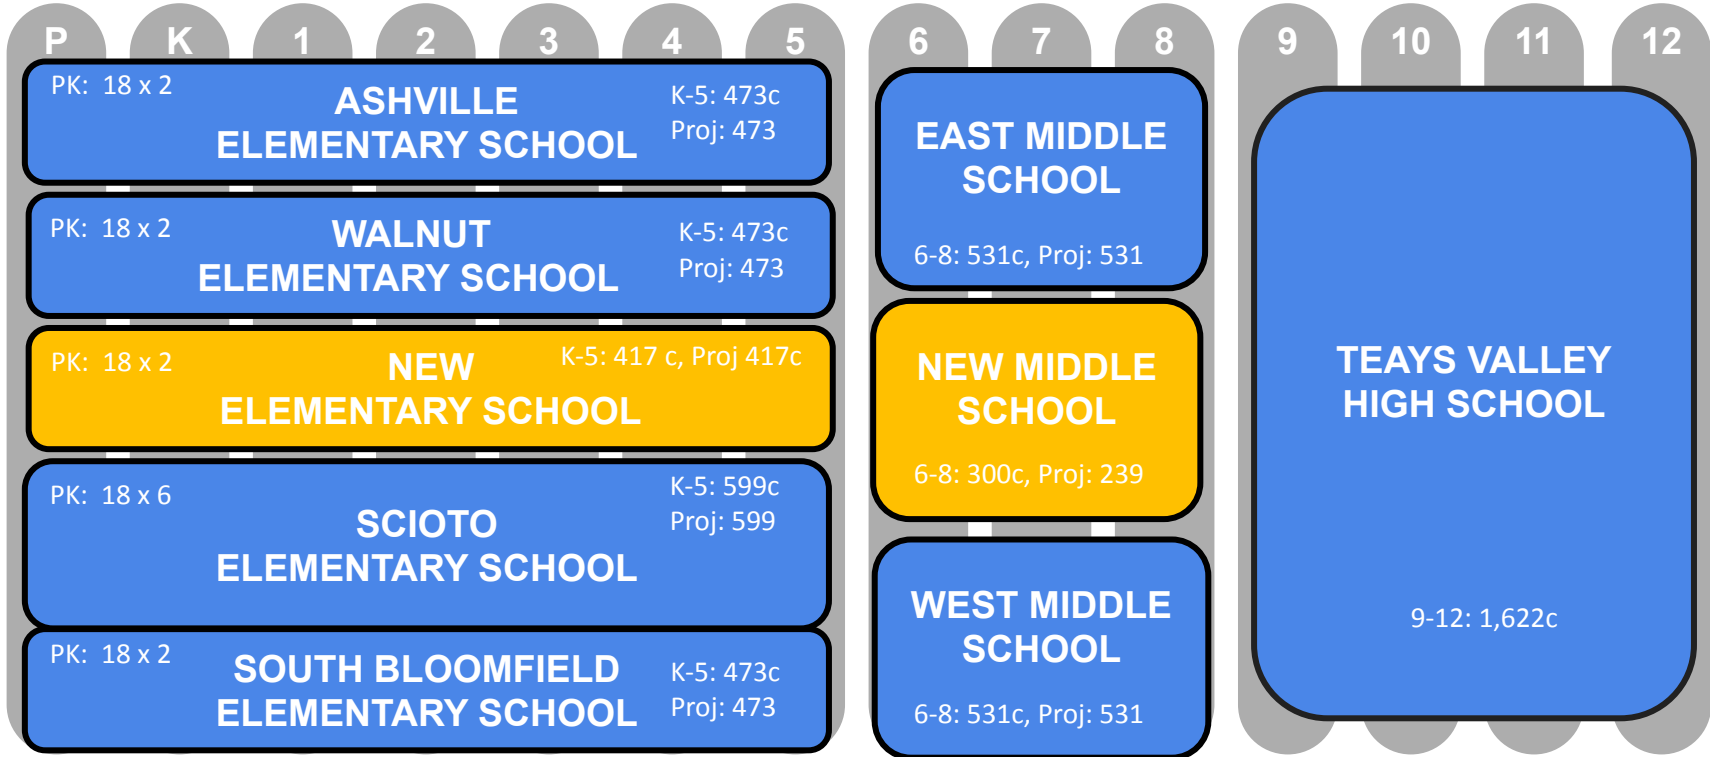 P K 1 2 3 4 5 6 7 8 9 10 11 12
PK: 18 x 2
ASHVILLE
ELEMENTARY SCHOOL
K-5: 473c
Proj: 473
PK: 18 x 2
WALNUT
ELEMENTARY SCHOOL
K-5: 473c
Proj: 473
PK: 18 x 2
NEW
ELEMENTARY SCHOOL
K-5: 417 c, Proj 417c
PK: 18 x 6
SCIOTO
ELEMENTARY SCHOOL
K-5: 599c
Proj: 599
PK: 18 x 2
SOUTH BLOOMFIELD
ELEMENTARY SCHOOL
K-5: 473c
Proj: 473
EAST MIDDLE
SCHOOL
6-8: 531c, Proj: 531
NEW MIDDLE
SCHOOL
6-8: 300c, Proj: 239
WEST MIDDLE
SCHOOL
6-8: 531c, Proj: 531
TEAYS VALLEY
HIGH SCHOOL
9-12: 1,622c